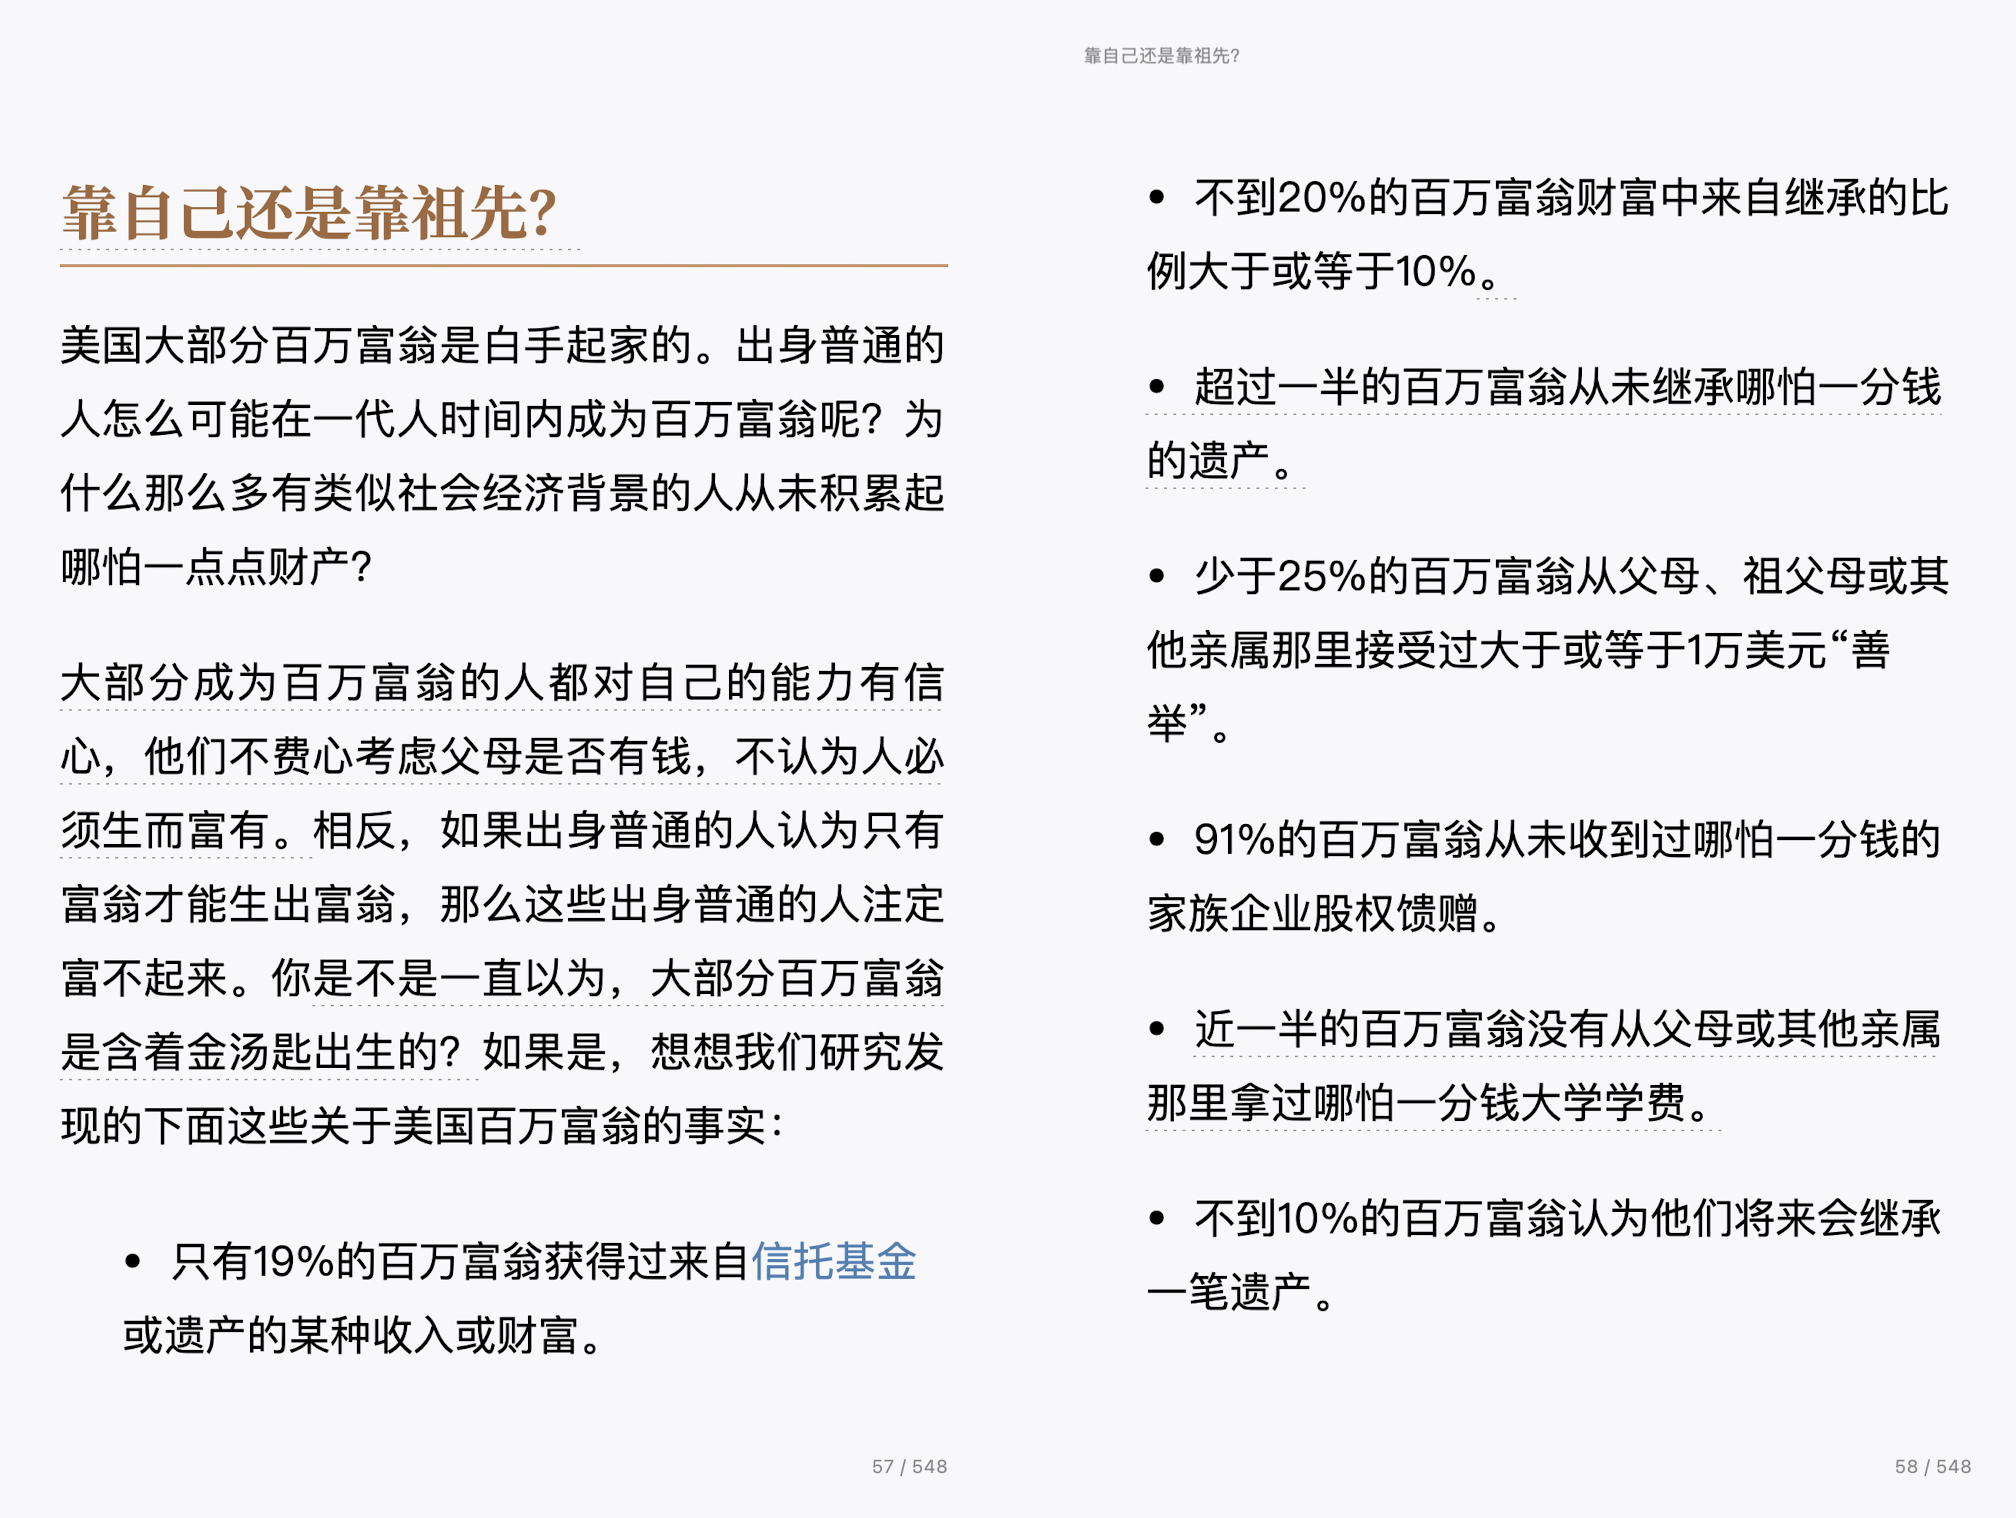 靠自己还是靠祖先?
美国大部分百万富翁是白手起家的。出身普通的
人怎么可能在一代人时间内成为百万富翁呢？为
什么那么多有类似社会经济背景的人从未积累起
哪怕一点点财产？
大部分成为百万富翁的人都对自己的能力有信
心，他们不费心考虑父母是否有钱，不认为人必
须生而富有。相反，如果出身普通的人认为只有
富翁才能生出富翁，那么这些出身普通的人注定
富不起来。你是不是一直以为，大部分百万富翁
是含着金汤匙出生的？如果是，想想我们研究发
现的下面这些关于美国百万富翁的事实：
• 只有19%的百万富翁获得过来自信托基金
或遗产的某种收入或财富。
57 / 548
靠自己还是靠祖先?
• 不到20%的百万富翁财富中来自继承的比
例大于或等于10%。
• 超过一半的百万富翁从未继承哪怕一分钱
的遗产。
• 少于25%的百万富翁从父母、祖父母或其
他亲属那里接受过大于或等于1万美元“善
举”。
• 91%的百万富翁从未收到过哪怕一分钱的
家族企业股权馈赠。
• 近一半的百万富翁没有从父母或其他亲属
那里拿过哪怕一分钱大学学费。
• 不到10%的百万富翁认为他们将来会继承
一笔遗产。
58 / 548